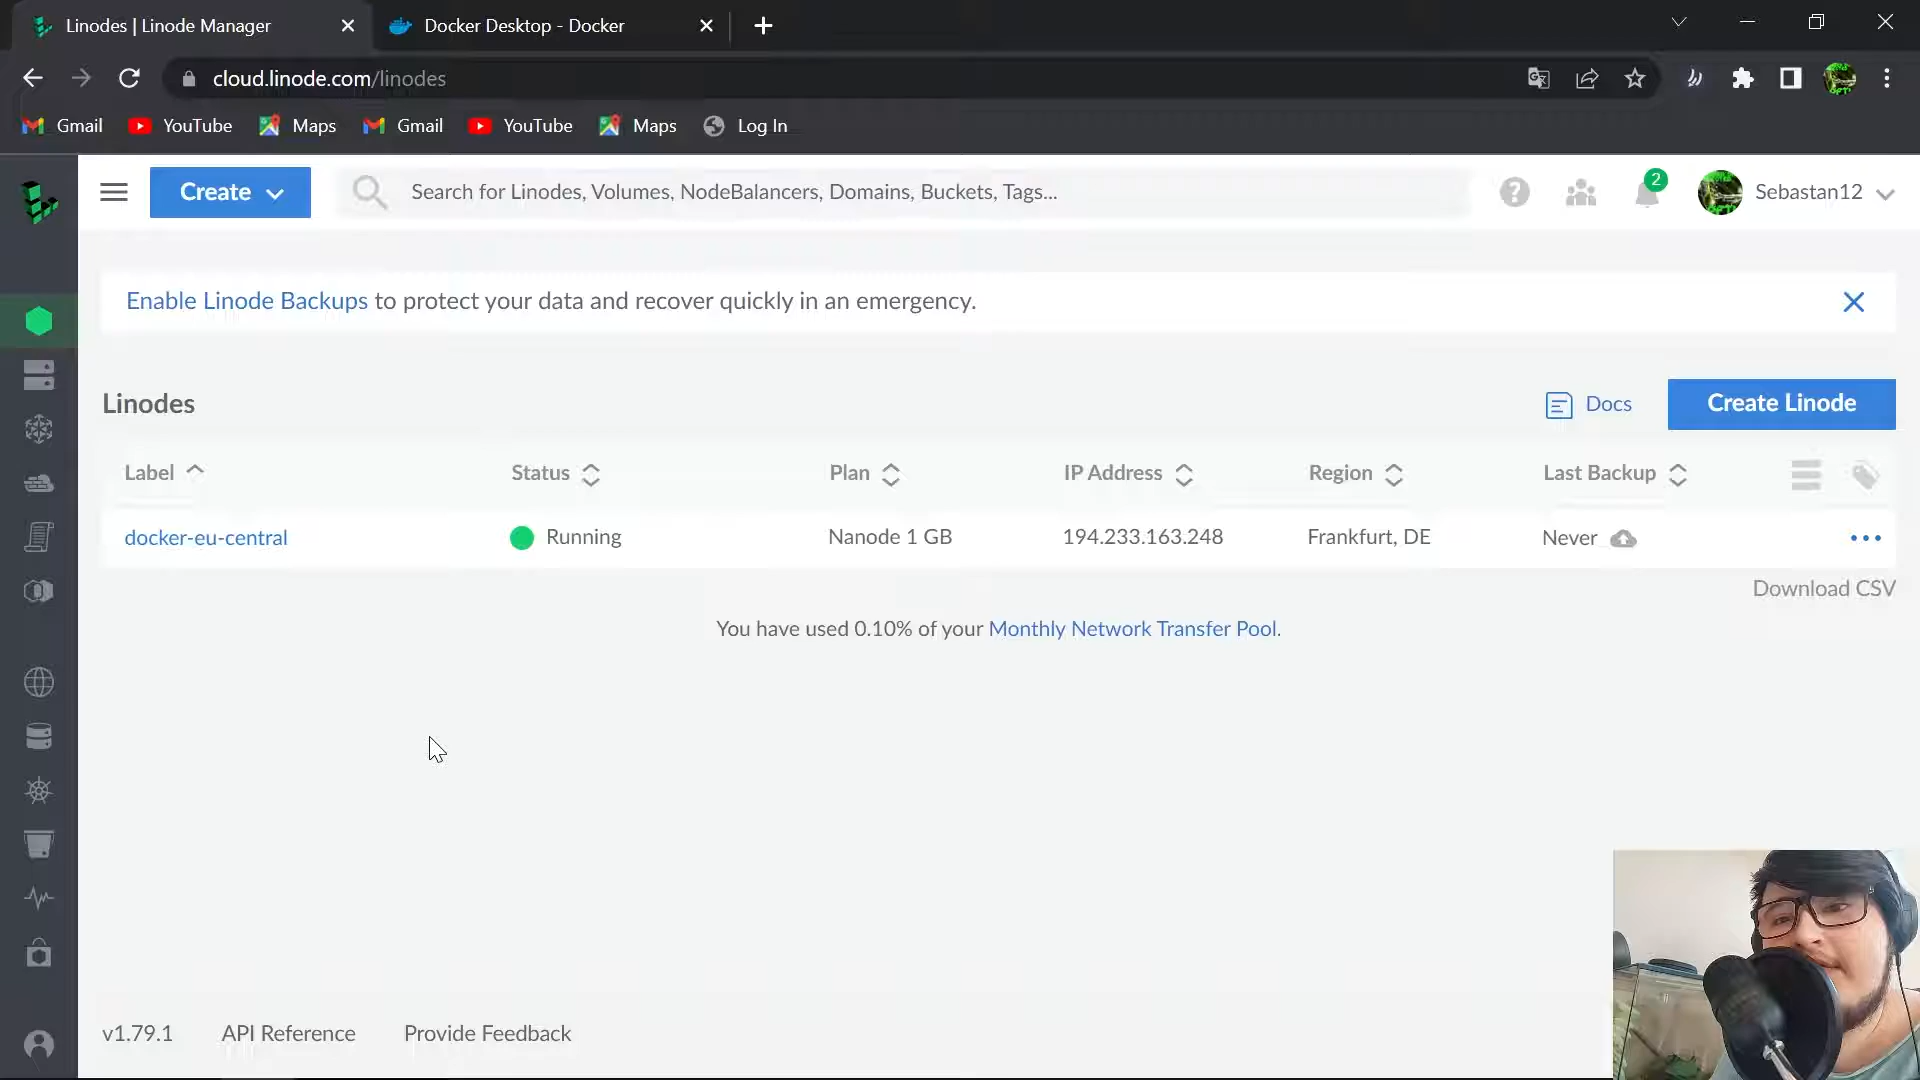 Linodes | Linode Manager
Docker Desktop - Docker
cloud.linode.com/linodes
Gmail YouTube Maps Gmail YouTube Maps Log In
Create
Search for Linodes, Volumes, NodeBalancers, Domains, Buckets, Tags...
2
Sebastan12
Enable Linode Backups to protect your data and recover quickly in an emergency.
Linodes
Docs
Create Linode
Label Status Plan IP Address Region Last Backup
docker-eu-central Running Nanode 1 GB 194.233.163.248 Frankfurt, DE Never
Download CSV
You have used 0.10% of your Monthly Network Transfer Pool.
v1.79.1 API Reference Provide Feedback